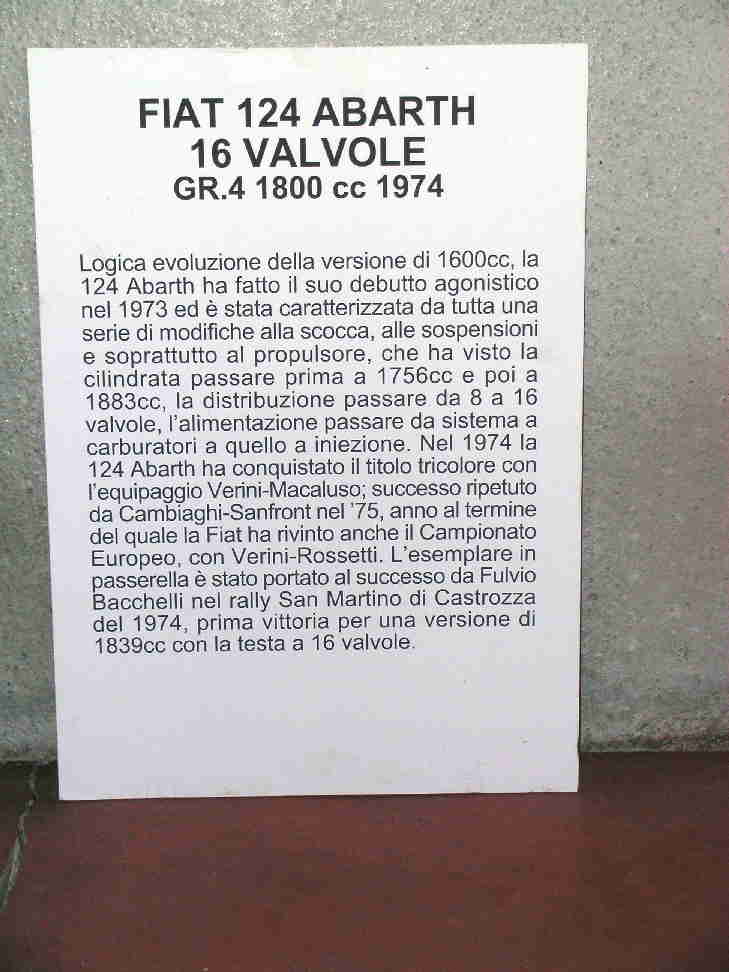 FIAT 124 ABARTH
16 VALVOLE
GR.4 1800 cc 1974
Logica evoluzione della versione di 1600cc, la
124 Abarth ha fatto il suo debutto agonistico
nel 1973 ed è stata caratterizzata da tutta una
serie di modifiche alla scocca, alle sospensioni
e soprattutto al propulsore, che ha visto la
cilindrata passare prima a 1756cc e poi a
1883cc, la distribuzione passare da 8 a 16
valvole, l'alimentazione passare da sistema a
carburatori a quello a iniezione. Nel 1974 la
124 Abarth ha conquistato il titolo tricolore con
l'equipaggio Verini-Macaluso; successo ripetuto
da Cambiaghi-Sanfront nel '75, anno al termine
del quale la Fiat ha rivinto anche il Campionato
Europeo, con Verini-Rossetti. L'esemplare in
passerella è stato portato al successo da Fulvio
Bacchelli nel rally San Martino di Castrozza
del 1974, prima vittoria per una versione di
1839cc con la testa a 16 valvole.